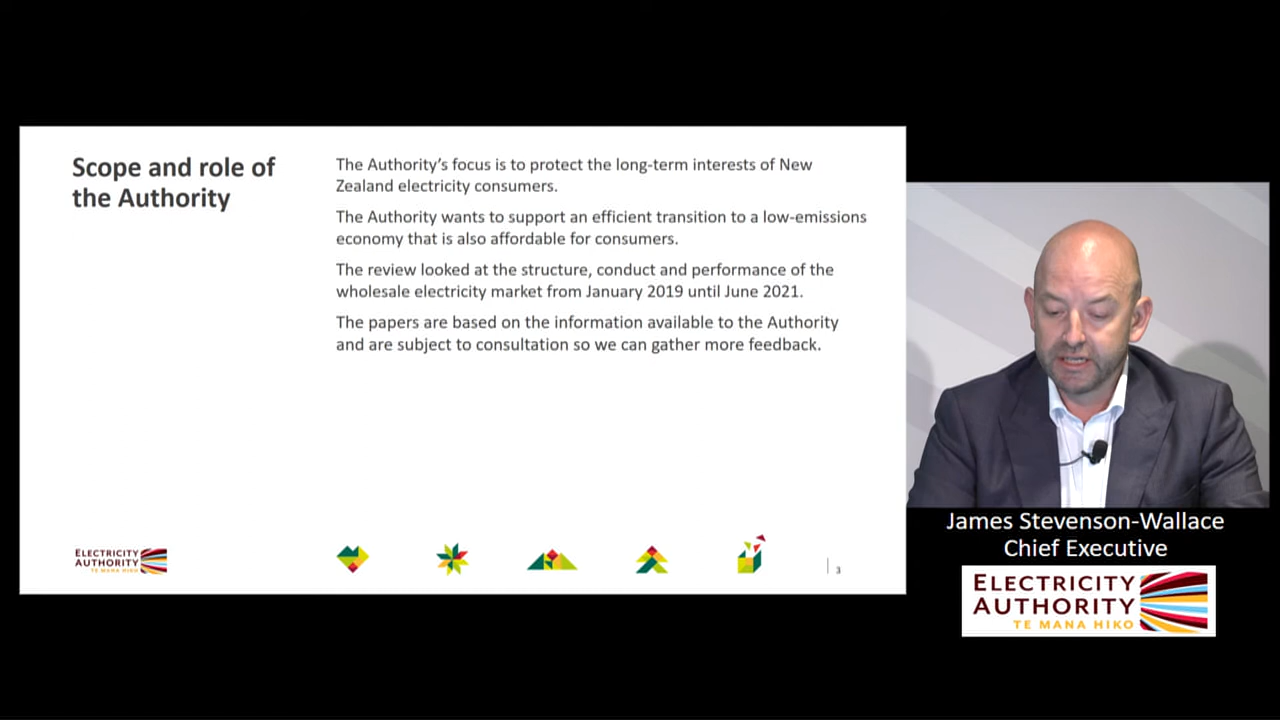 Scope and role of
the Authority
The Authority's focus is to protect the long-term interests of New
Zealand electricity consumers.
The Authority wants to support an efficient transition to a low-emissions
economy that is also affordable for consumers.
The review looked at the structure, conduct and performance of the
wholesale electricity market from January 2019 until June 2021.
The papers are based on the information available to the Authority
and are subject to consultation so we can gather more feedback.
ELECTRICITY
AUTHORITY
TE MANA HIKO
3
James Stevenson-Wallace
Chief Executive
ELECTRICITY
AUTHORITY
TE MANA HIKO